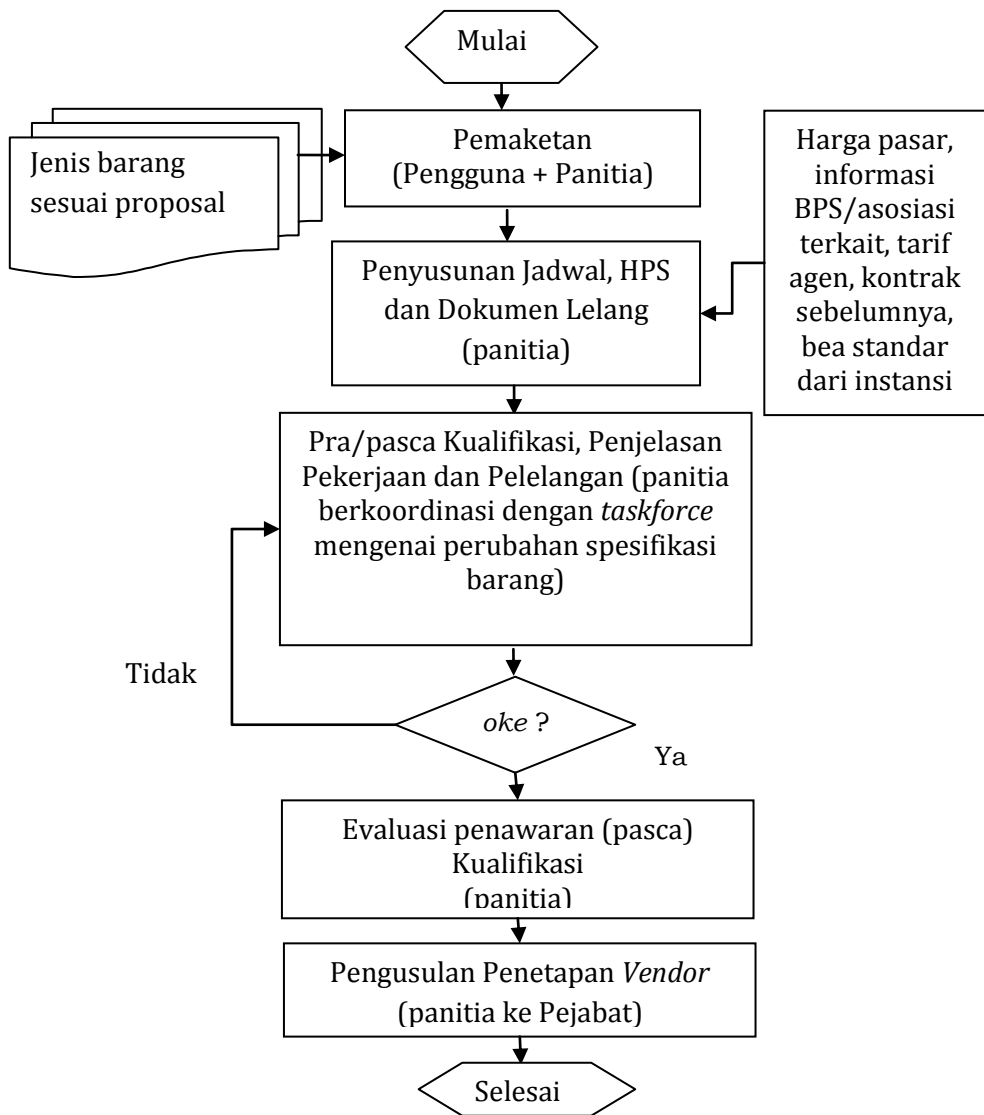 Mulai
Jenis barang
sesuai proposal
Pemaketan
(Pengguna + Panitia)
Harga pasar,
informasi
BPS/asosiasi
terkait, tarif
agen, kontrak
sebelumnya,
bea standar
dari instansi
Penyusunan Jadwal, HPS
dan Dokumen Lelang
(panitia)
Pra/pasca Kualifikasi, Penjelasan
Pekerjaan dan Pelelangan (panitia
berkoordinasi dengan taskforce
mengenai perubahan spesifikasi
barang)
Tidak
oke ?
Ya
Evaluasi penawaran (pasca)
Kualifikasi
(panitia)
Pengusulan Penetapan Vendor
(panitia ke Pejabat)
Selesai